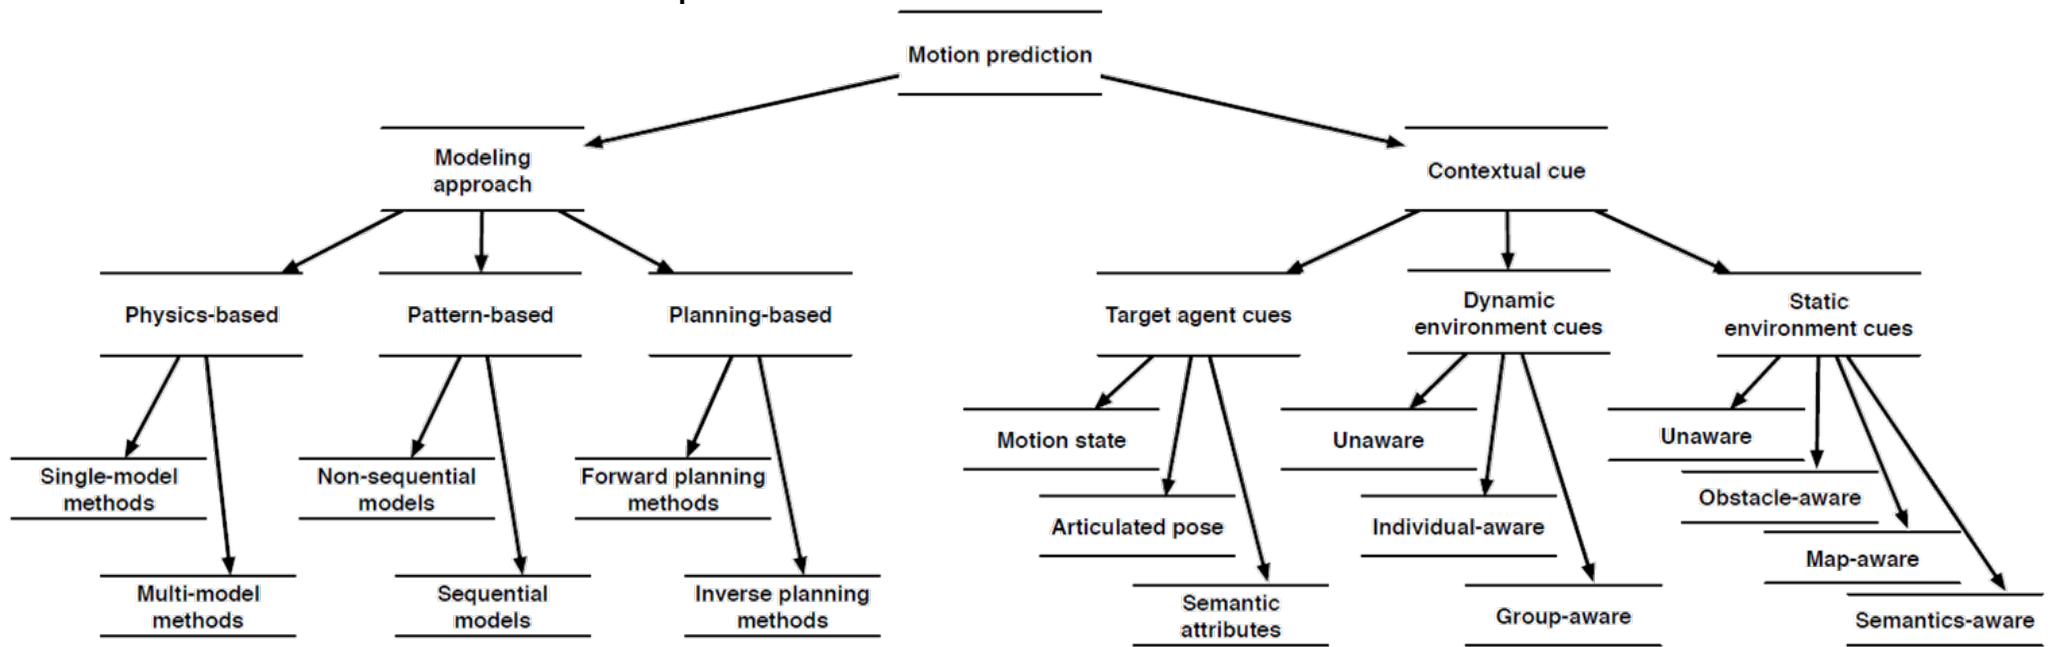 Motion prediction
Modeling
approach
Contextual cue
Physics-based
Pattern-based
Planning-based
Target agent cues
Dynamic
environment cues
Static
environment cues
Single-model
methods
Multi-model
methods
Non-sequential
models
Sequential
models
Forward planning
methods
Inverse planning
methods
Motion state
Articulated pose
Semantic
attributes
Unaware
Individual-aware
Group-aware
Unaware
Obstacle-aware
Map-aware
Semantics-aware